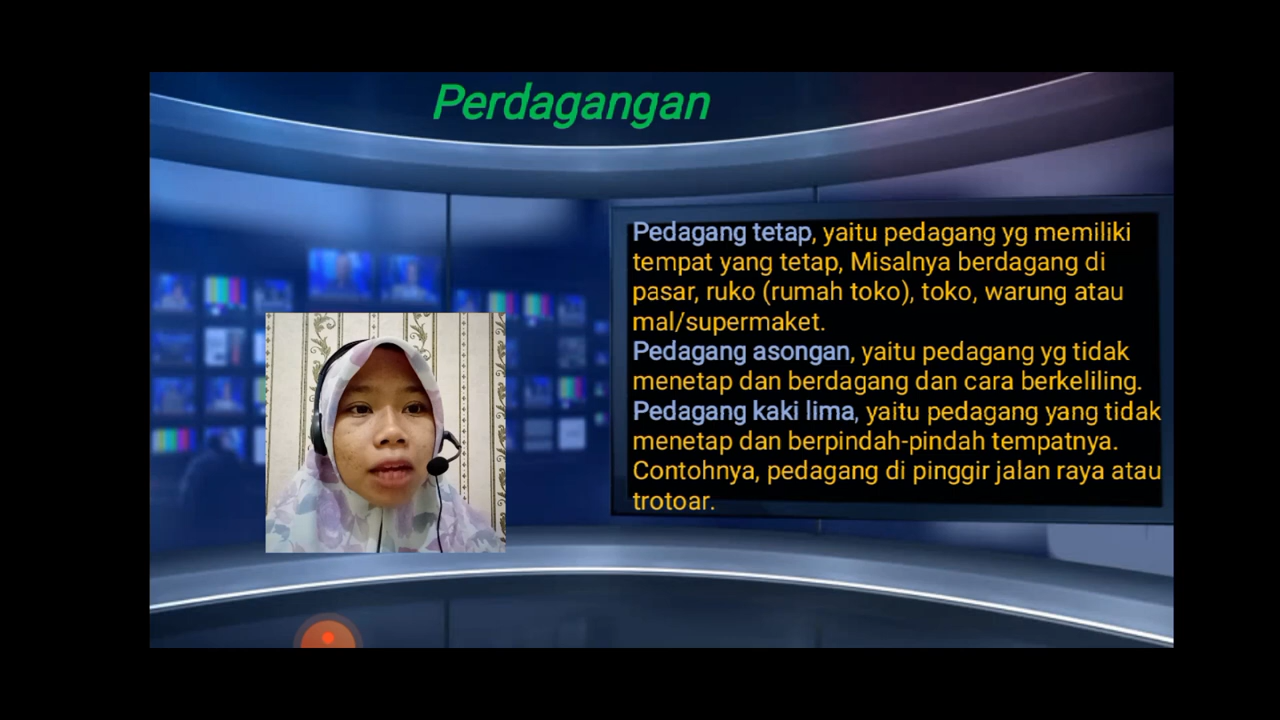 Perdagangan
Pedagang tetap, yaitu pedagang yg memiliki
tempat yang tetap, Misalnya berdagang di
pasar, ruko (rumah toko), toko, warung atau
mal/supermaket.
Pedagang asongan, yaitu pedagang yg tidak
menetap dan berdagang dan cara berkeliling.
Pedagang kaki lima, yaitu pedagang yang tidak
menetap dan berpindah-pindah tempatnya.
Contohnya, pedagang di pinggir jalan raya atau
trotoar.